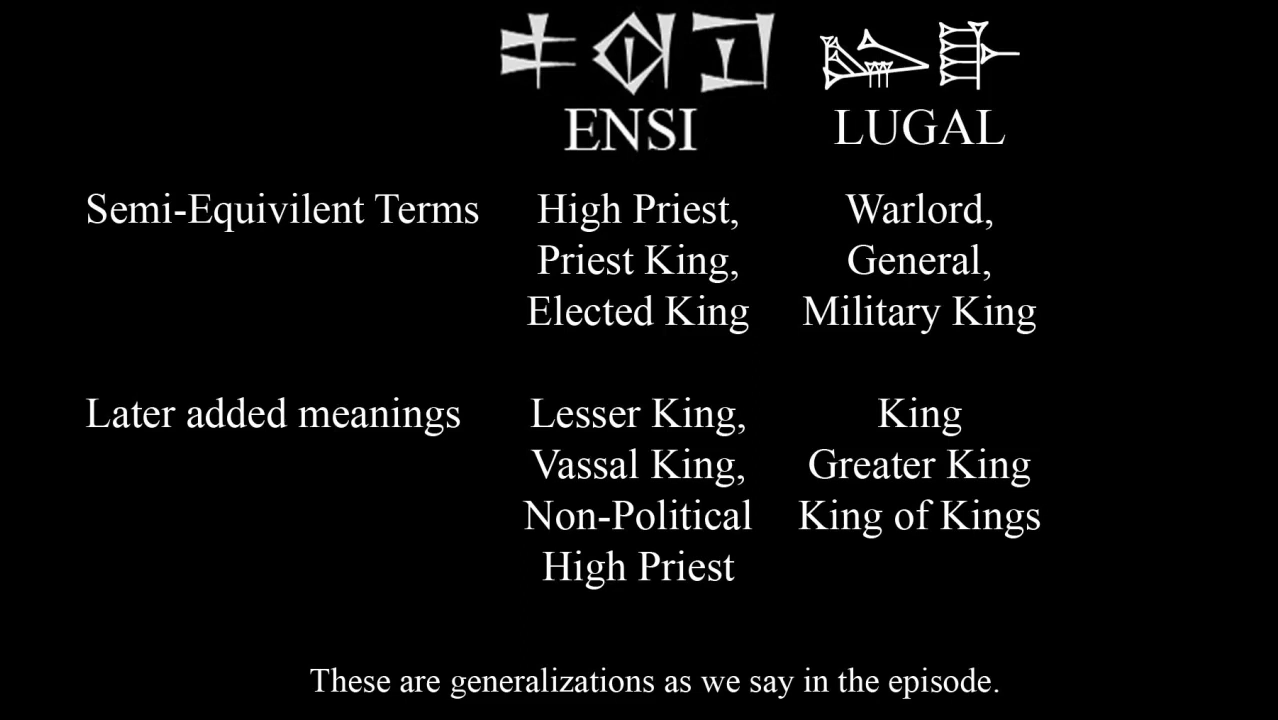 𒉺𒋼𒋛 𒈗
ENSI LUGAL
Semi-Equivilent Terms High Priest, Warlord,
Priest King, General,
Elected King Military King
Later added meanings Lesser King, King
Vassal King, Greater King
Non-Political King of Kings
High Priest
These are generalizations as we say in the episode.